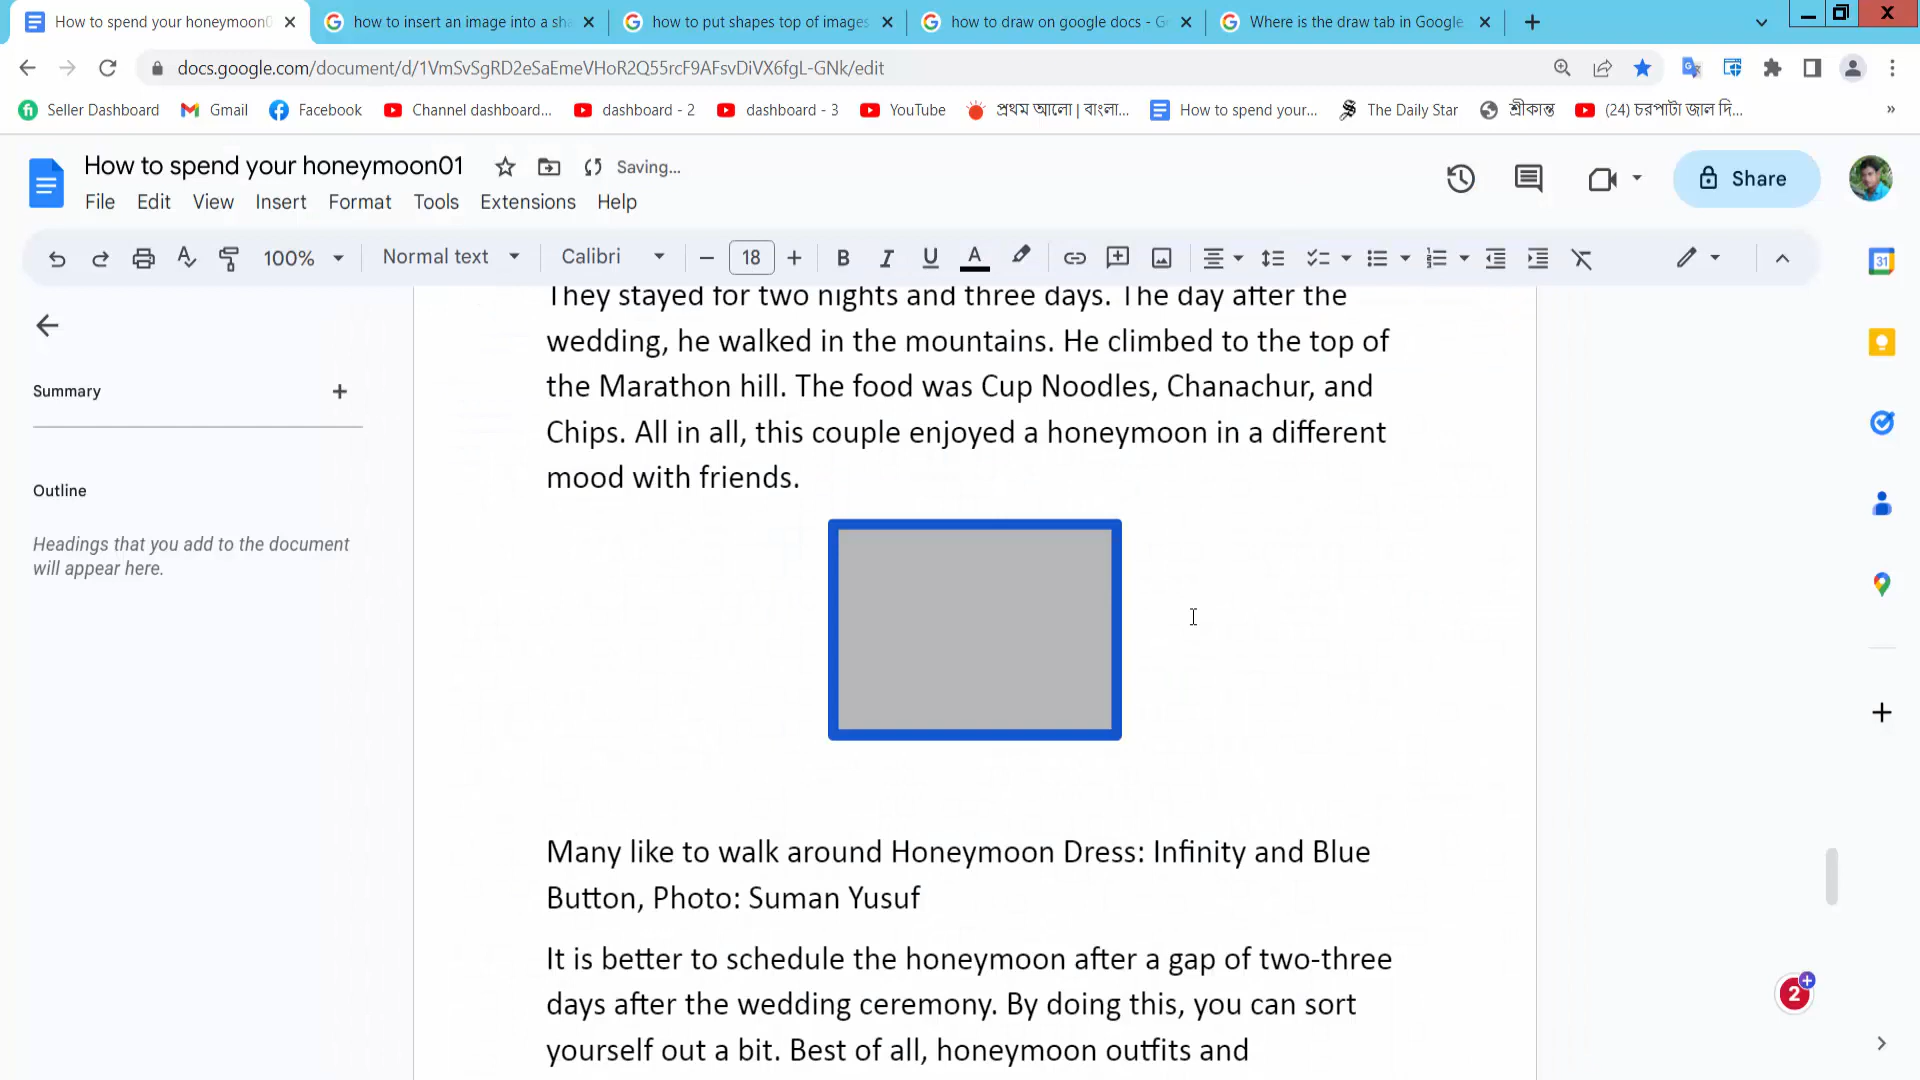 How to spend your honeymoon0
how to insert an image into a sha
how to put shapes top of images
how to draw on google docs - Go
Where is the draw tab in Google
docs.google.com/document/d/1VmSvSgRD2eSaEmeVHoR2Q55rcF9AFsvDiVX6fgL-GNk/edit
Seller Dashboard
Gmail
Facebook
Channel dashboard...
dashboard - 2
dashboard - 3
YouTube
প্রথম আলো | বাংলা...
How to spend your...
The Daily Star
শ্রীকান্ত
(24) চরপাটা জাল দি...
How to spend your honeymoon01
Saving...
File Edit View Insert Format Tools Extensions Help
Share
100%
Normal text
Calibri
18
31
Summary
Outline
Headings that you add to the document
will appear here.
They stayed for two nights and three days. The day after the
wedding, he walked in the mountains. He climbed to the top of
the Marathon hill. The food was Cup Noodles, Chanachur, and
Chips. All in all, this couple enjoyed a honeymoon in a different
mood with friends.
Many like to walk around Honeymoon Dress: Infinity and Blue
Button, Photo: Suman Yusuf
It is better to schedule the honeymoon after a gap of two-three
days after the wedding ceremony. By doing this, you can sort
yourself out a bit. Best of all, honeymoon outfits and
2